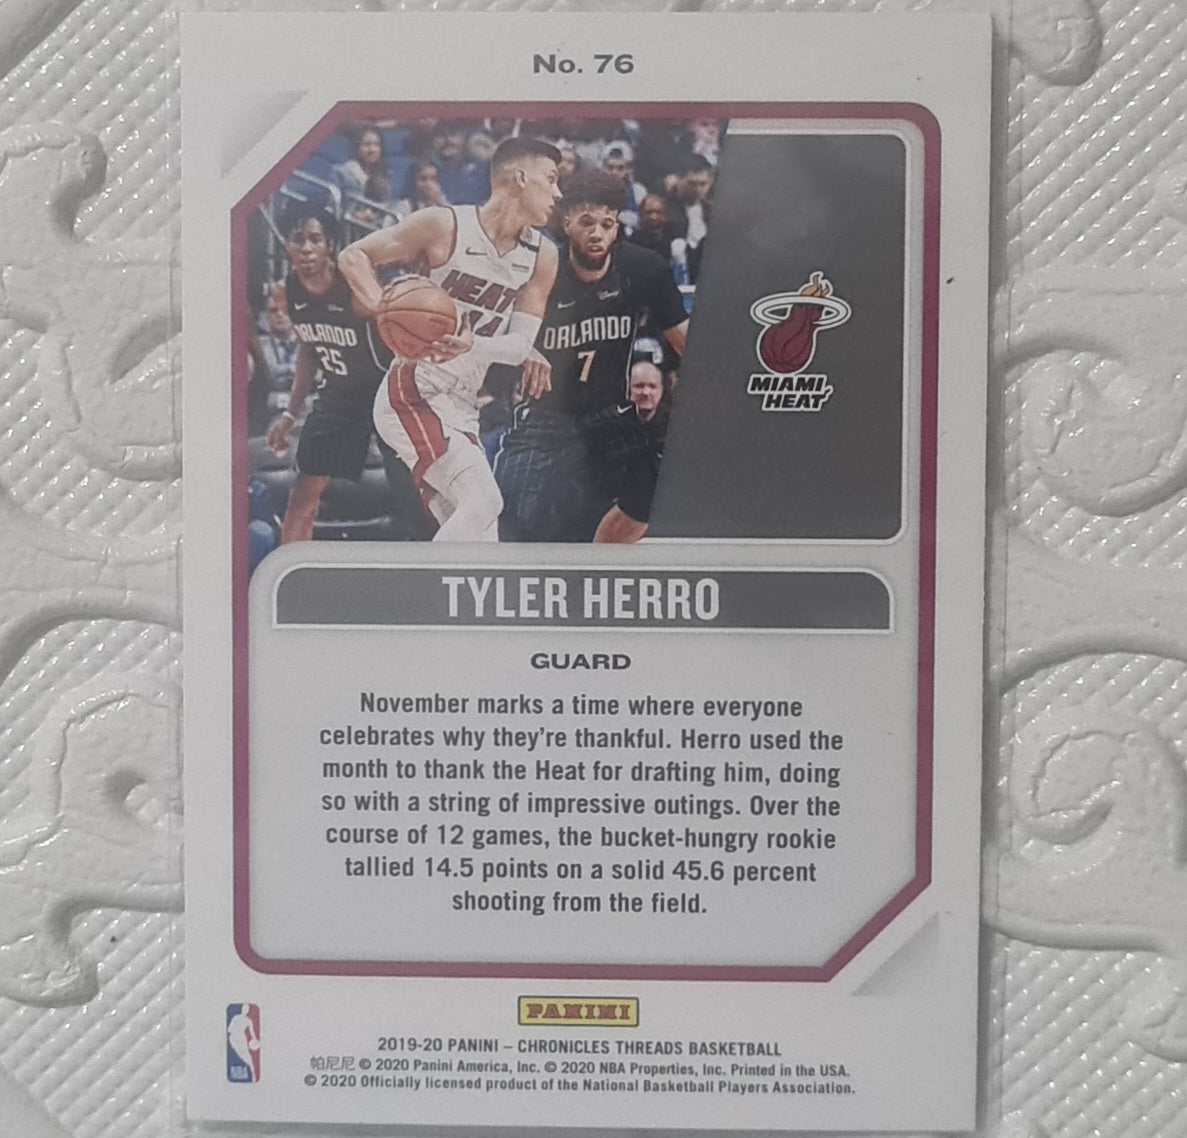 No. 76
HEAT
14
ORLANDO
25
ORLANDO
7
MIAMI
HEAT
TYLER HERRO
GUARD
November marks a time where everyone
celebrates why they're thankful. Herro used the
month to thank the Heat for drafting him, doing
so with a string of impressive outings. Over the
course of 12 games, the bucket-hungry rookie
tallied 14.5 points on a solid 45.6 percent
shooting from the field.
PANINI
NBA
2019-20 PANINI – CHRONICLES THREADS BASKETBALL
帕尼尼 © 2020 Panini America, Inc. © 2020 NBA Properties, Inc. Printed in the USA.
© 2020 Officially licensed product of the National Basketball Players Association.